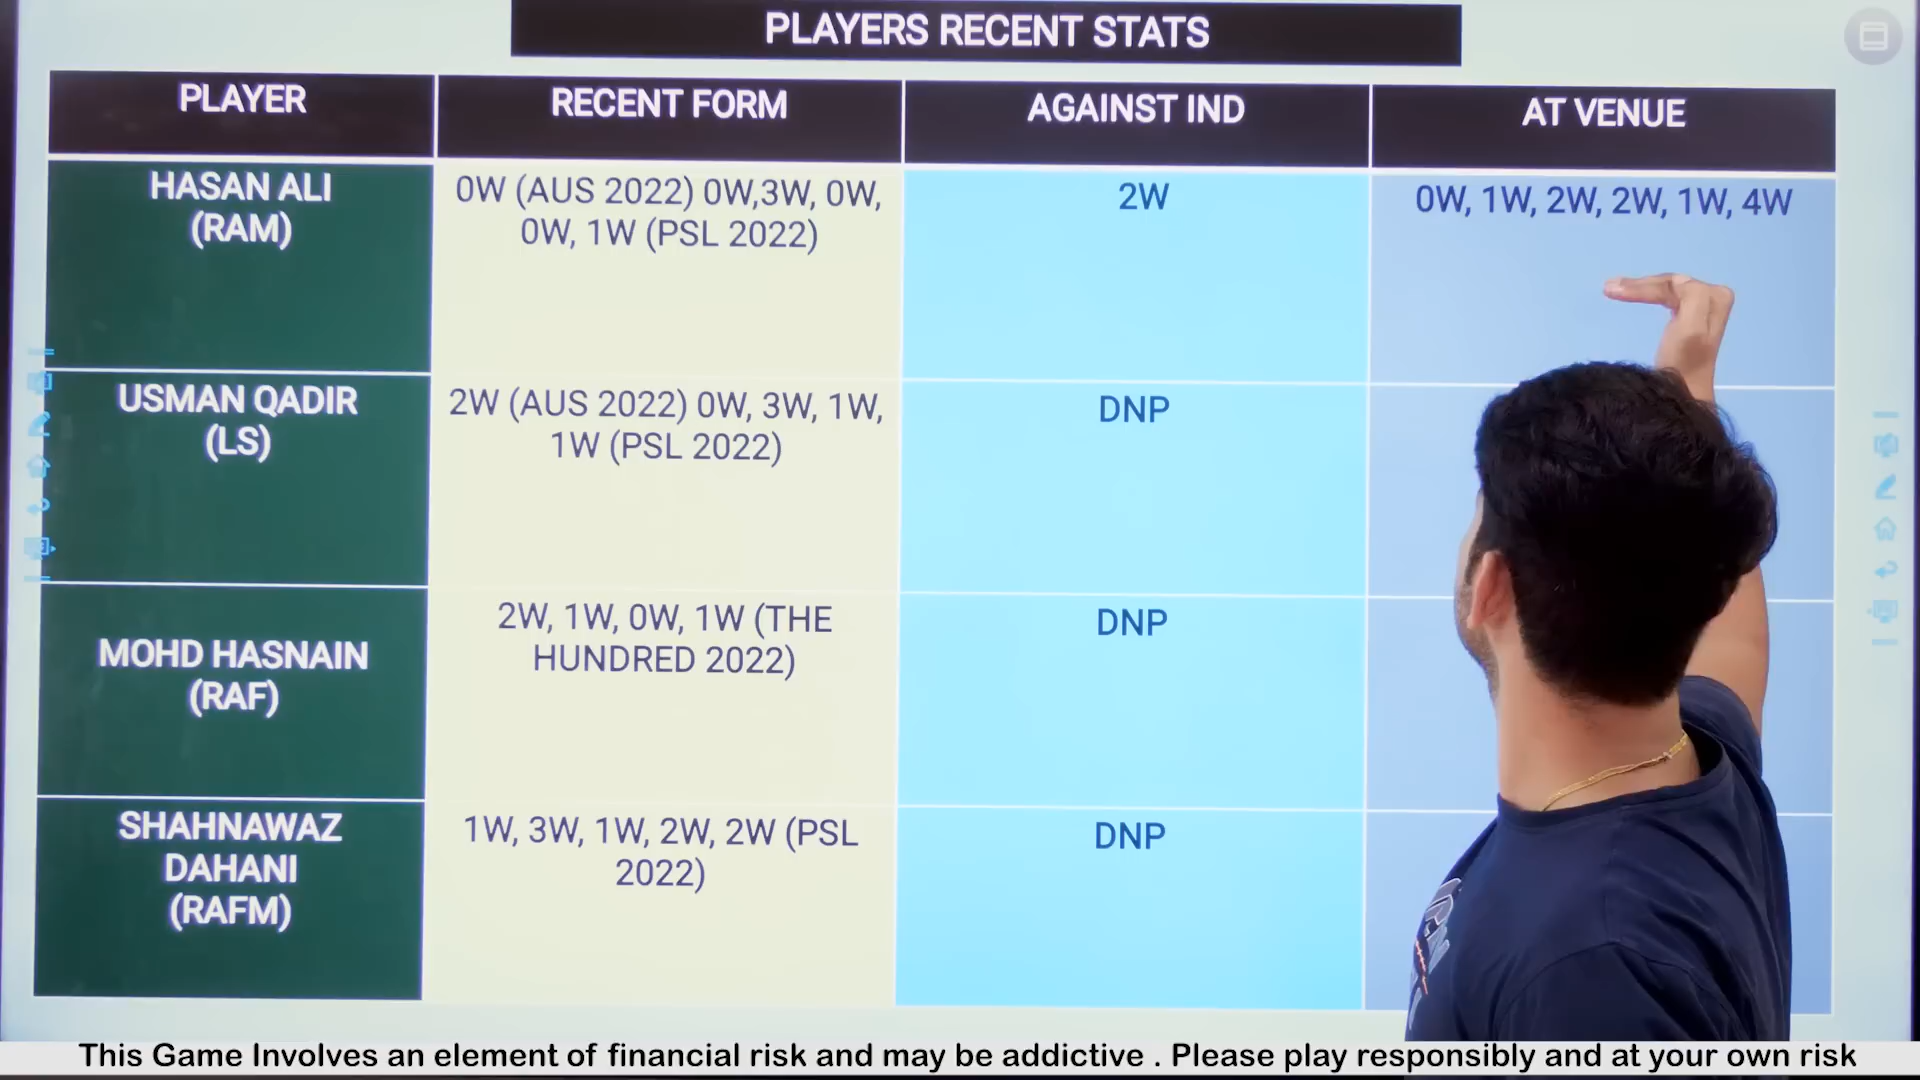 PLAYERS RECENT STATS
PLAYER
RECENT FORM
AGAINST IND
AT VENUE
HASAN ALI
(RAM)
0W (AUS 2022) 0W,3W, 0W,
0W, 1W (PSL 2022)
2W
0W, 1W, 2W, 2W, 1W, 4W
USMAN QADIR
(LS)
2W (AUS 2022) 0W, 3W, 1W,
1W (PSL 2022)
DNP
MOHD HASNAIN
(RAF)
2W, 1W, 0W, 1W (THE
HUNDRED 2022)
DNP
SHAHNAWAZ
DAHANI
(RAFM)
1W, 3W, 1W, 2W, 2W (PSL
2022)
DNP
This Game Involves an element of financial risk and may be addictive . Please play responsibly and at your own risk